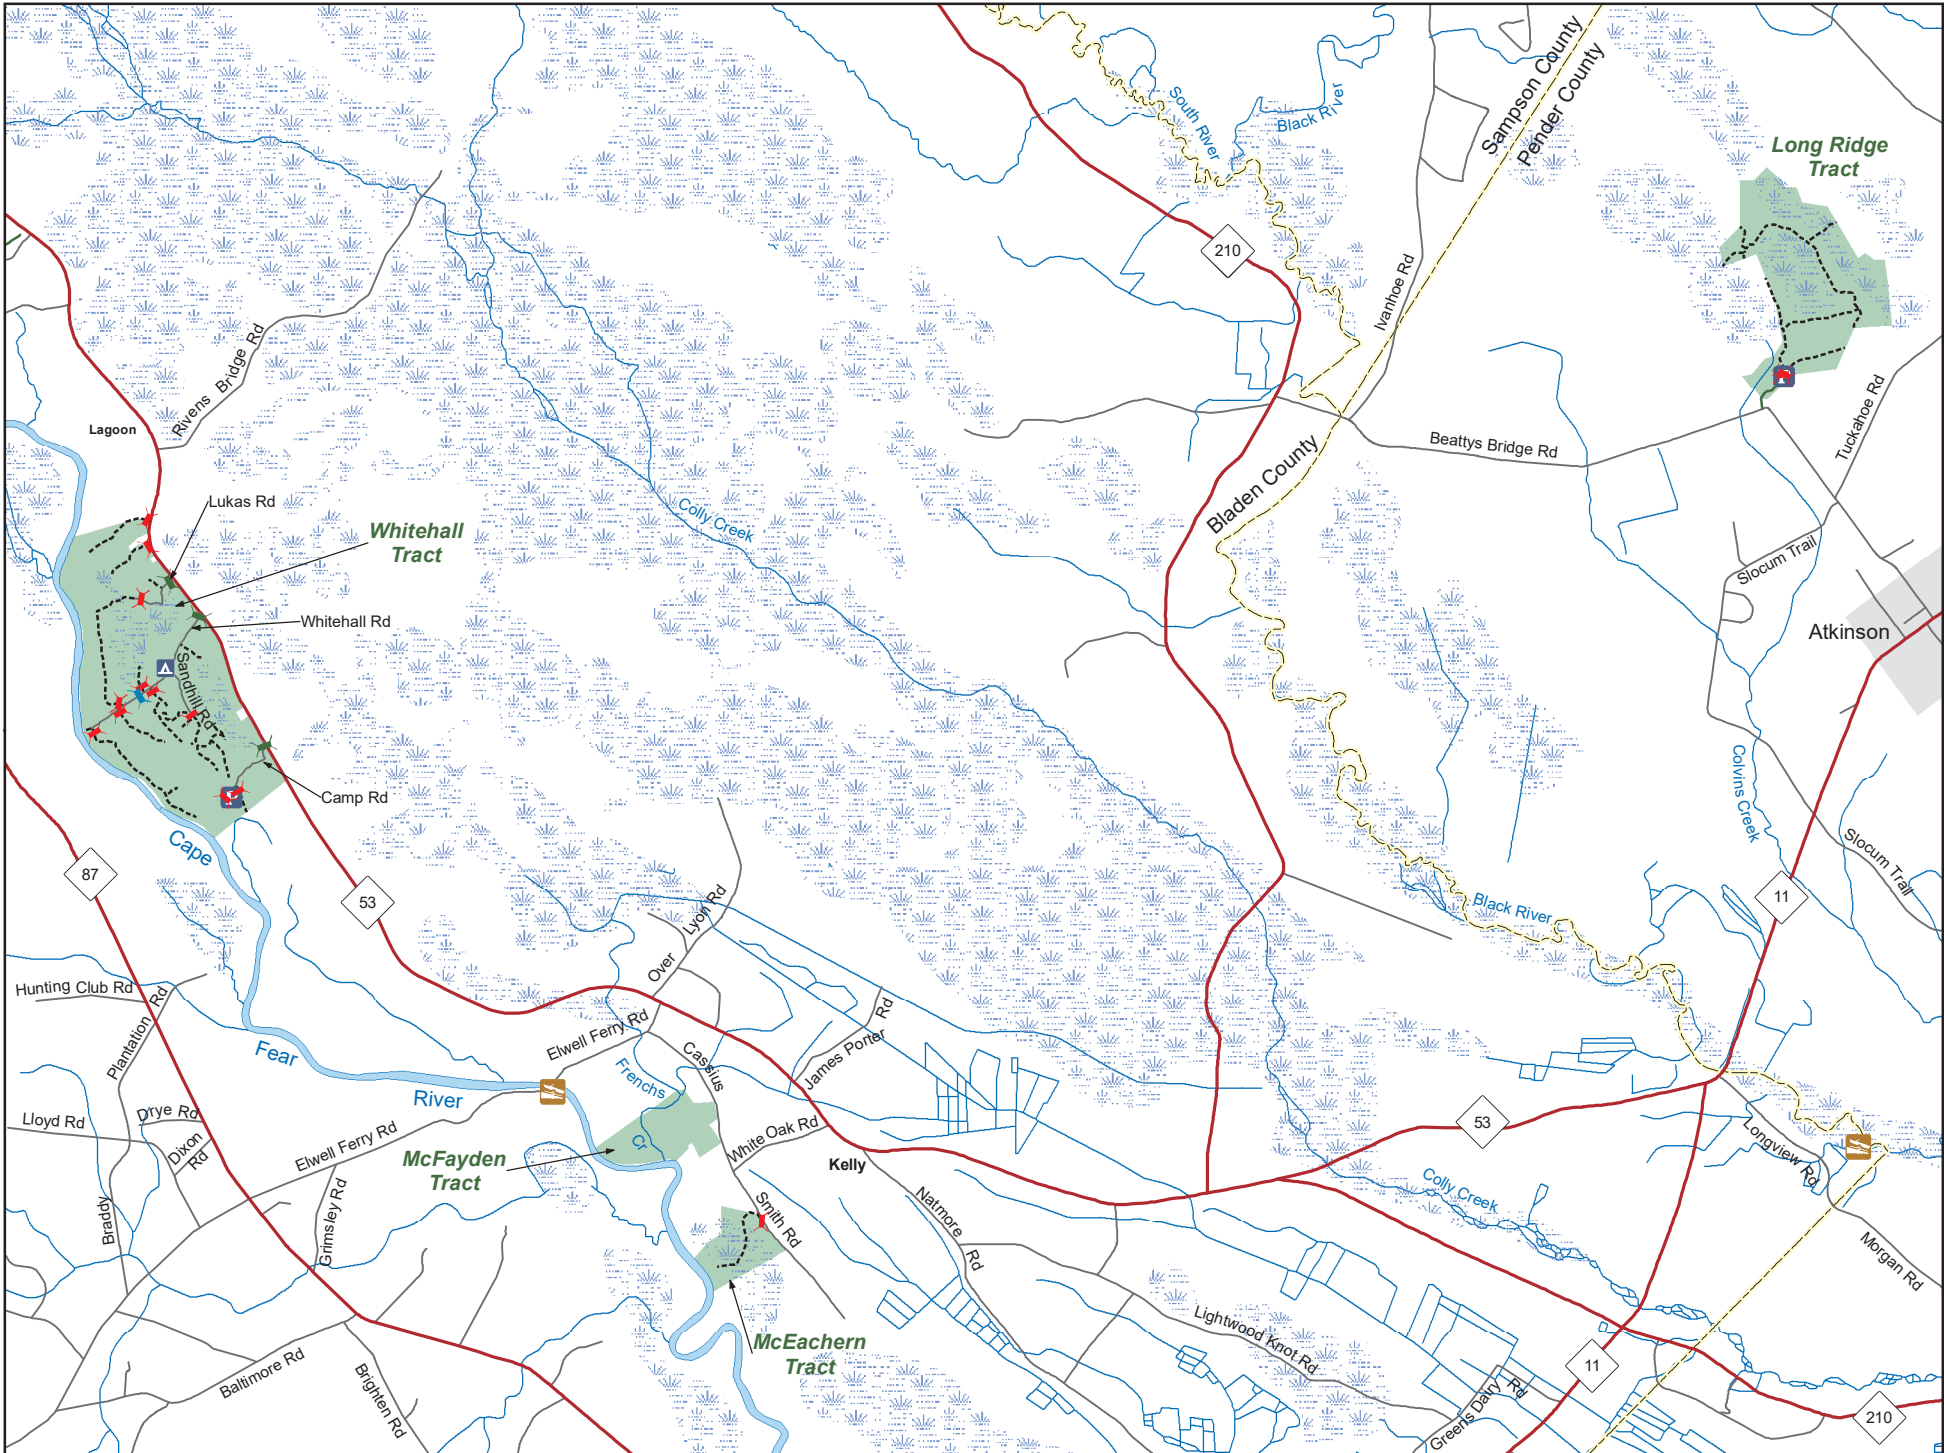 Sampson County
Pender County
South River
Black River
Long Ridge
Tract
210
Ivanhoe Rd
Rivens Bridge Rd
Lagoon
Tuckahoe Rd
Beattys Bridge Rd
Bladen County
Lukas Rd
Whitehall
Tract
Colly Creek
Slocum Trail
Whitehall Rd
Atkinson
Sandhill Rd
Camp Rd
Colvins Creek
Cape
87
53
Slocum Trail
11
Black River
Lyon Rd
Over
Hunting Club Rd
Plantation Rd
Elwell Ferry Rd
James Porter Rd
Fear
Frenchs
Cassius
River
Lloyd Rd
Drye Rd
Dixon
Rd
Elwell Ferry Rd
Cr
White Oak Rd
53
Longview Rd
McFayden
Tract
Kelly
Colly Creek
Brappy
Grimsley Rd
Smith Rd
Natmore Rd
Morgan Rd
McEachern
Tract
Lightwood Knot Rd
Baltimore Rd
Brighten Rd
11
Greens Dairy Rd
210